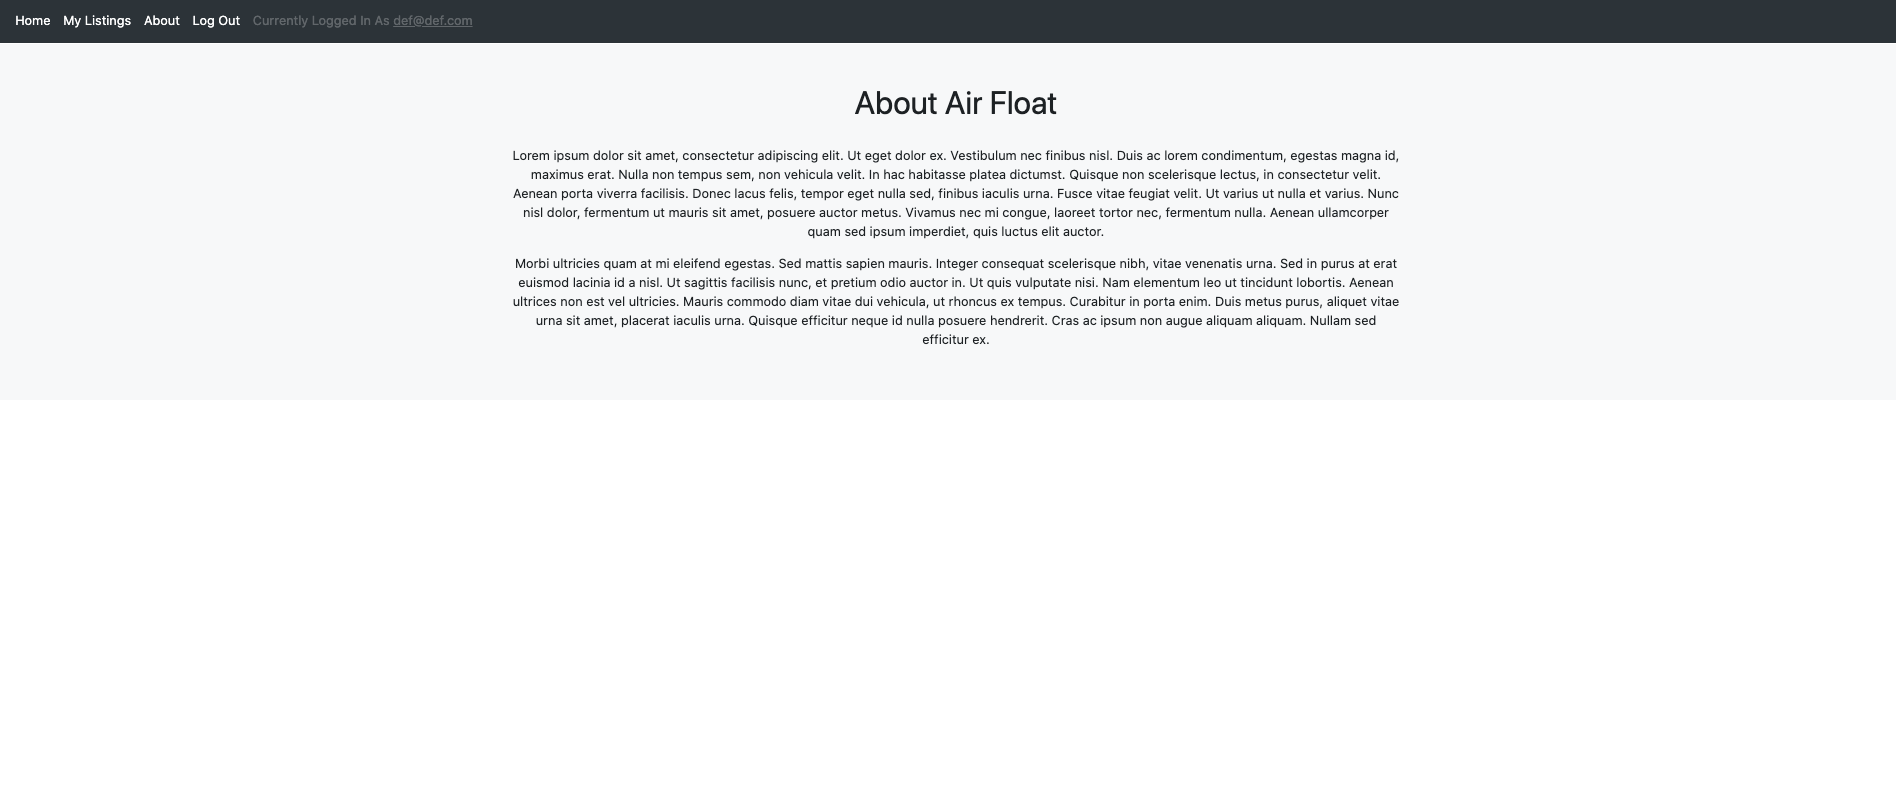 Home My Listings About Log Out Currently Logged In As def@def.com
About Air Float
Lorem ipsum dolor sit amet, consectetur adipiscing elit. Ut eget dolor ex. Vestibulum nec finibus nisl. Duis ac lorem condimentum, egestas magna id,
maximus erat. Nulla non tempus sem, non vehicula velit. In hac habitasse platea dictumst. Quisque non scelerisque lectus, in consectetur velit.
Aenean porta viverra facilisis. Donec lacus felis, tempor eget nulla sed, finibus iaculis urna. Fusce vitae feugiat velit. Ut varius ut nulla et varius. Nunc
nisl dolor, fermentum ut mauris sit amet, posuere auctor metus. Vivamus nec mi congue, laoreet tortor nec, fermentum nulla. Aenean ullamcorper
quam sed ipsum imperdiet, quis luctus elit auctor.
Morbi ultricies quam at mi eleifend egestas. Sed mattis sapien mauris. Integer consequat scelerisque nibh, vitae venenatis urna. Sed in purus at erat
euismod lacinia id a nisl. Ut sagittis facilisis nunc, et pretium odio auctor in. Ut quis vulputate nisi. Nam elementum leo ut tincidunt lobortis. Aenean
ultrices non est vel ultricies. Mauris commodo diam vitae dui vehicula, ut rhoncus ex tempus. Curabitur in porta enim. Duis metus purus, aliquet vitae
urna sit amet, placerat iaculis urna. Quisque efficitur neque id nulla posuere hendrerit. Cras ac ipsum non augue aliquam aliquam. Nullam sed
efficitur ex.